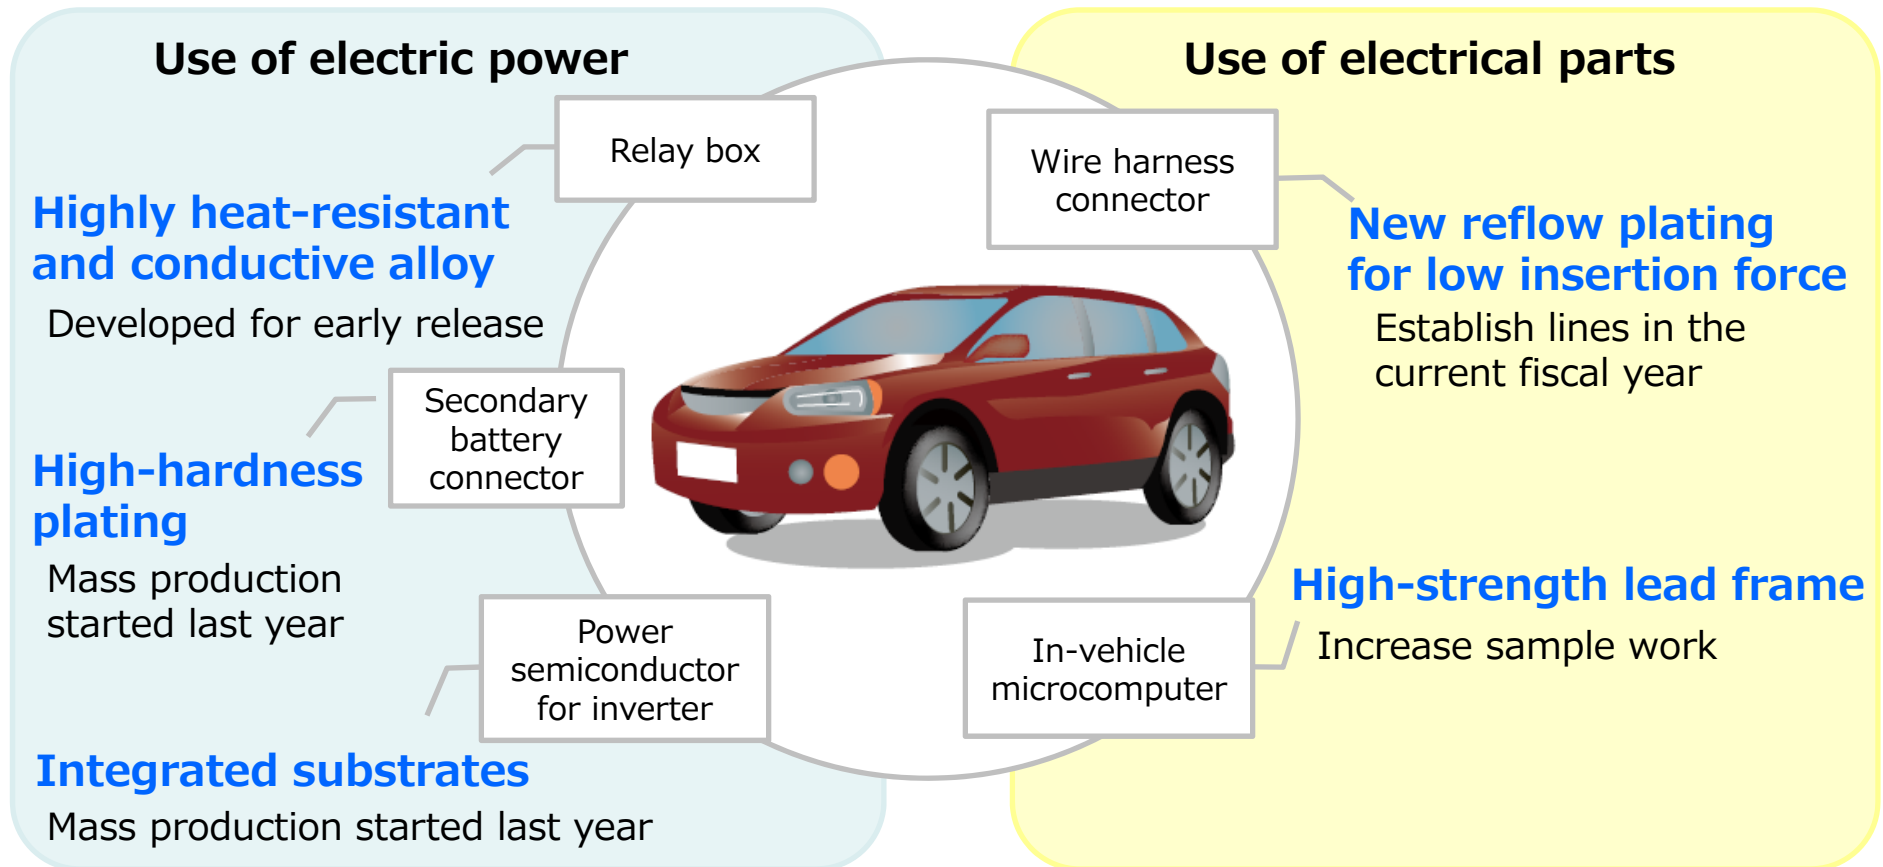 Use of electric power
Relay box
Highly heat-resistant
and conductive alloy
Developed for early release
Secondary
battery
connector
High-hardness
plating
Mass production
started last year
Power
semiconductor
for inverter
Integrated substrates
Mass production started last year
Use of electrical parts
Wire harness
connector
New reflow plating
for low insertion force
Establish lines in the
current fiscal year
High-strength lead frame
Increase sample work
In-vehicle
microcomputer